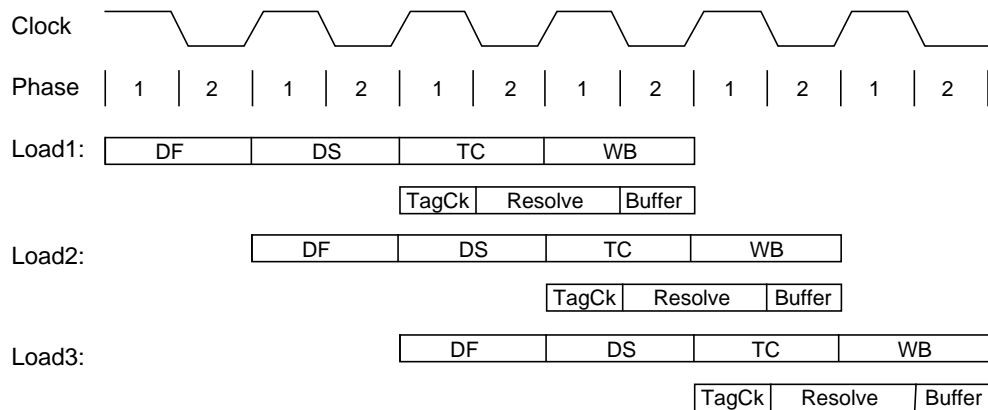 Clock
Phase 1 2 1 2 1 2 1 2 1 2 1 2
Load1: DF DS TC WB
TagCk Resolve Buffer
Load2: DF DS TC WB
TagCk Resolve Buffer
Load3: DF DS TC WB
TagCk Resolve Buffer